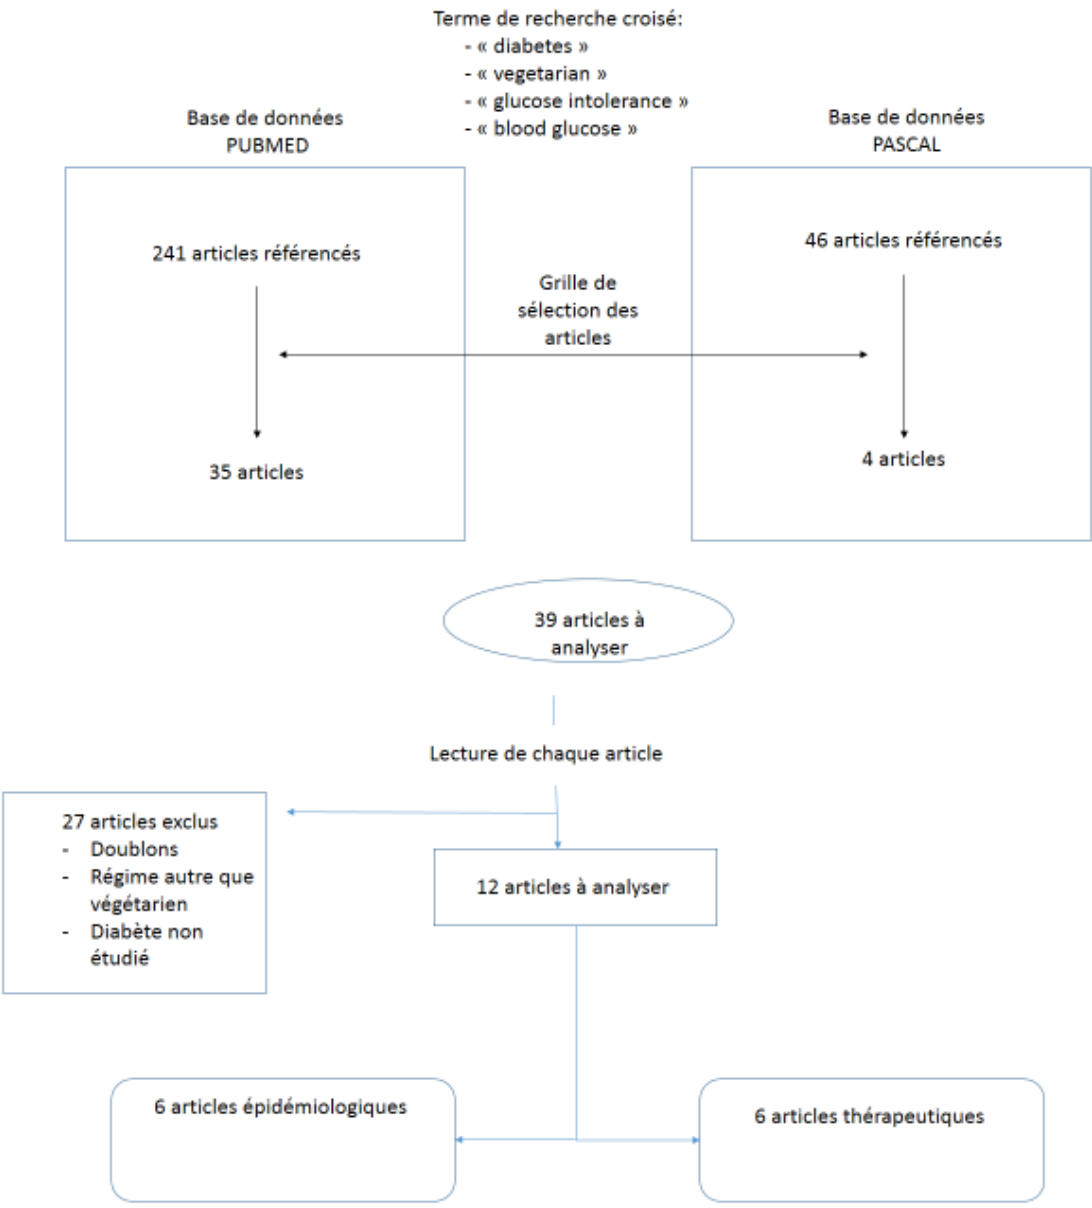 Terme de recherche croisé:
- « diabetes »
- « vegetarian »
- « glucose intolerance »
- « blood glucose »
Base de données
PUBMED
Base de données
PASCAL
241 articles référencés
46 articles référencés
Grille de
sélection des
articles
35 articles
4 articles
39 articles à
analyser
Lecture de chaque article
27 articles exclus
- Doublons
- Régime autre que
végétarien
- Diabète non
étudié
12 articles à analyser
6 articles épidémiologiques
6 articles thérapeutiques